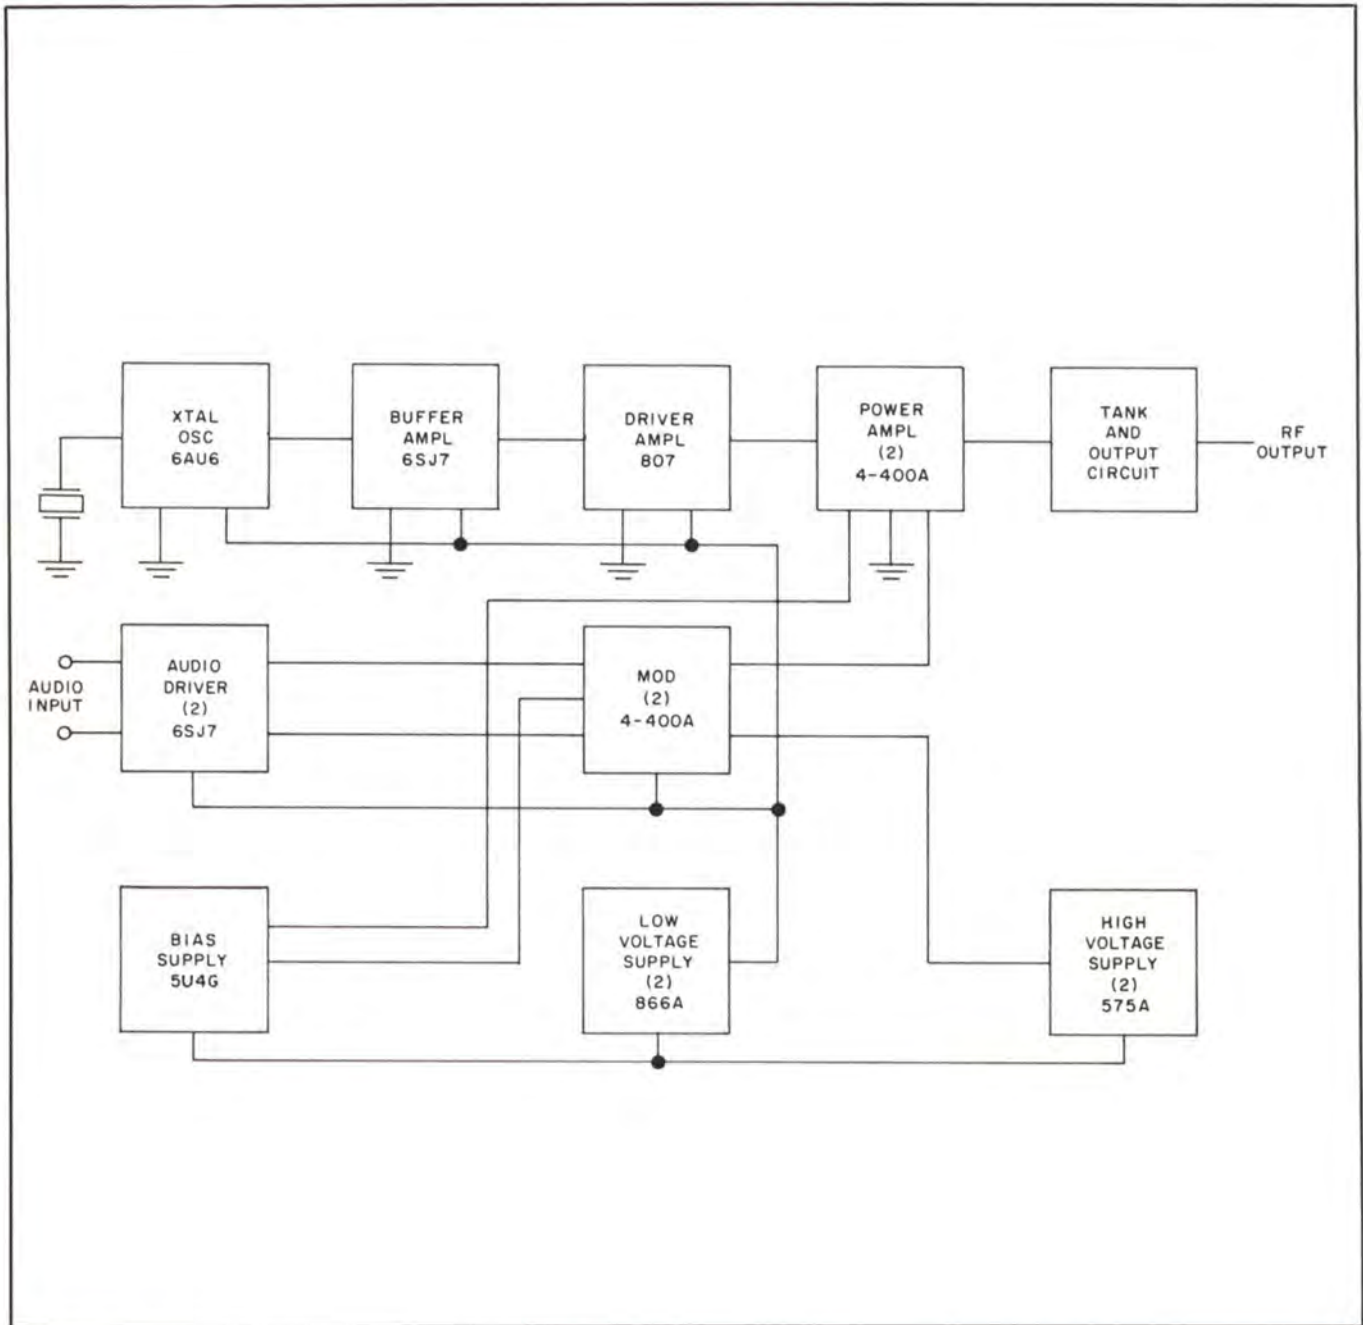 XTAL
OSC
6AU6
BUFFER
AMPL
6SJ7
DRIVER
AMPL
807
POWER
AMPL
(2)
4-400A
TANK
AND
OUTPUT
CIRCUIT
RF
OUTPUT
AUDIO
INPUT
AUDIO
DRIVER
(2)
6SJ7
MOD
(2)
4-400A
BIAS
SUPPLY
5U4G
LOW
VOLTAGE
SUPPLY
(2)
866A
HIGH
VOLTAGE
SUPPLY
(2)
575A